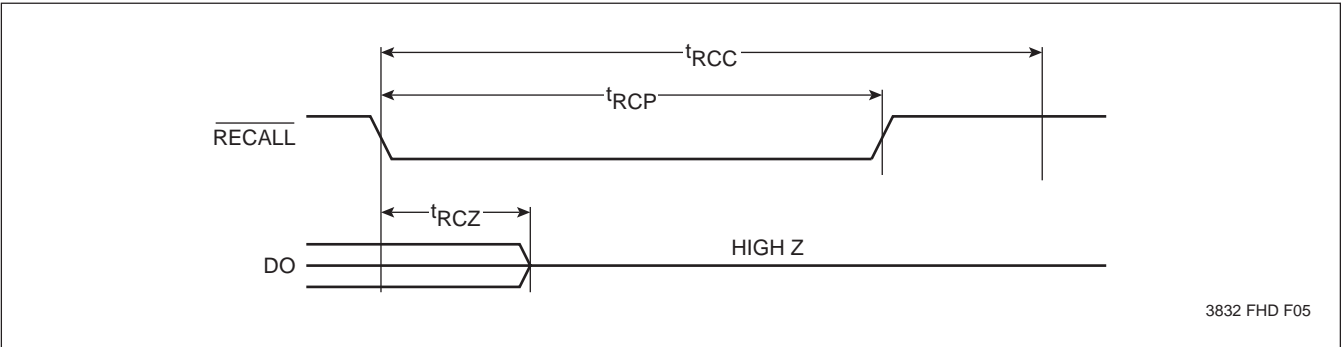 tRCC
tRCP
RECALL
tRCZ
HIGH Z
DO
3832 FHD F05